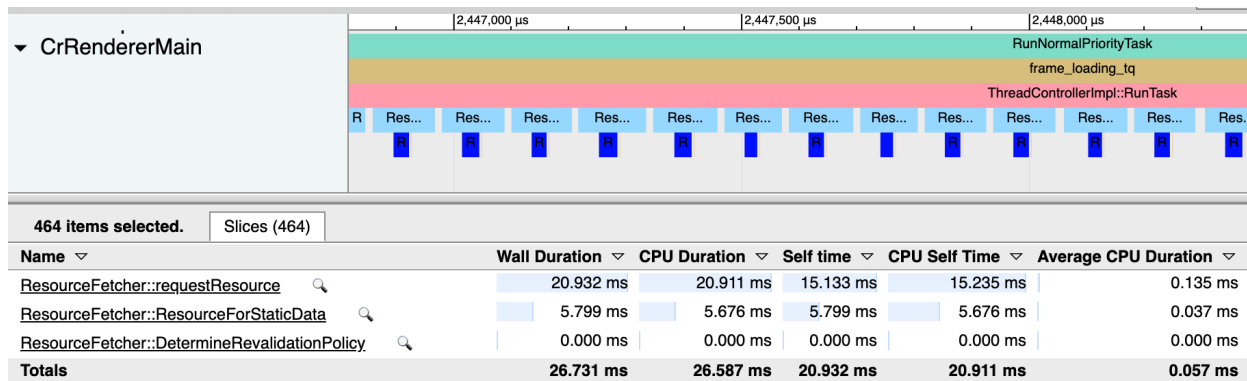 2,447,000 µs 2,447,500 µs 2,448,000 µs
CrRendererMain
RunNormalPriorityTask
frame_loading_tq
ThreadControllerImpl::RunTask
R Res... Res... Res... Res... Res... Res... Res... Res... Res... Res... Res... Res... Res.
R R R R R R R R R R R
464 items selected. Slices (464)
Name ▽ Wall Duration ▽ CPU Duration ▽ Self time ▽ CPU Self Time ▽ Average CPU Duration ▽
ResourceFetcher::requestResource 20.932 ms 20.911 ms 15.133 ms 15.235 ms 0.135 ms
ResourceFetcher::ResourceForStaticData 5.799 ms 5.676 ms 5.799 ms 5.676 ms 0.037 ms
ResourceFetcher::DetermineRevalidationPolicy 0.000 ms 0.000 ms 0.000 ms 0.000 ms 0.000 ms
Totals 26.731 ms 26.587 ms 20.932 ms 20.911 ms 0.057 ms